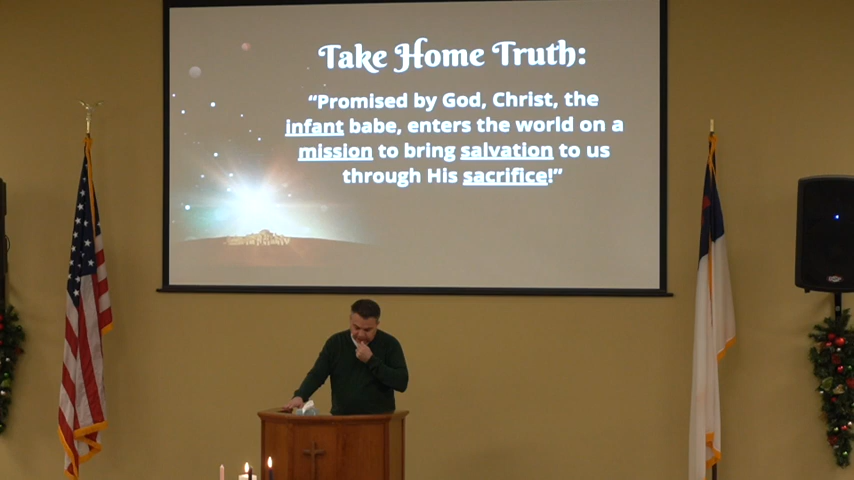 Take Home Truth:
“Promised by God, Christ, the
infant babe, enters the world on a
mission to bring salvation to us
through His sacrifice!”